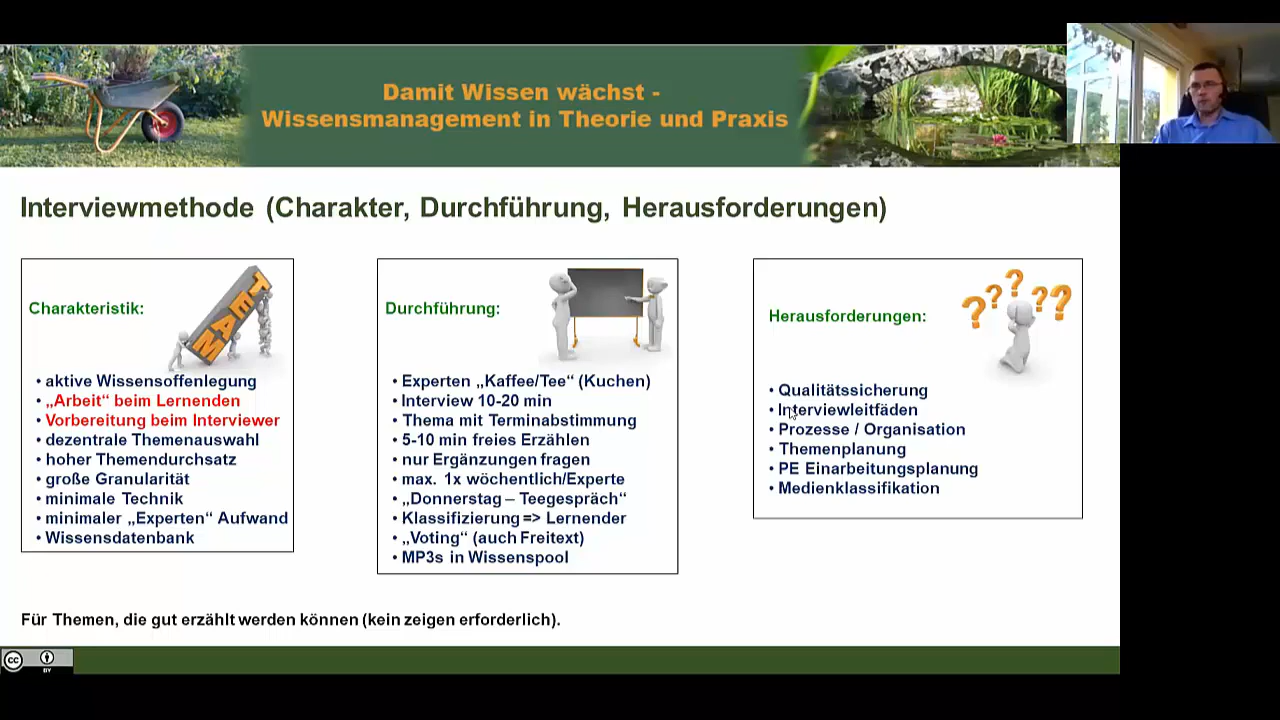 Damit Wissen wächst -
Wissensmanagement in Theorie und Praxis
Interviewmethode (Charakter, Durchführung, Herausforderungen)
Charakteristik:
TEAM
• aktive Wissensoffenlegung
• „Arbeit“ beim Lernenden
• Vorbereitung beim Interviewer
• dezentrale Themenauswahl
• hoher Themendurchsatz
• große Granularität
• minimale Technik
• minimaler „Experten“ Aufwand
• Wissensdatenbank
Durchführung:
• Experten „Kaffee/Tee“ (Kuchen)
• Interview 10-20 min
• Thema mit Terminabstimmung
• 5-10 min freies Erzählen
• nur Ergänzungen fragen
• max. 1x wöchentlich/Experte
• „Donnerstag – Teegespräch“
• Klassifizierung => Lernender
• „Voting“ (auch Freitext)
• MP3s in Wissenspool
Herausforderungen:
? ? ? ? ?
• Qualitätssicherung
• Interviewleitfäden
• Prozesse / Organisation
• Themenplanung
• PE Einarbeitungsplanung
• Medienklassifikation
Für Themen, die gut erzählt werden können (kein zeigen erforderlich).
cc
BY